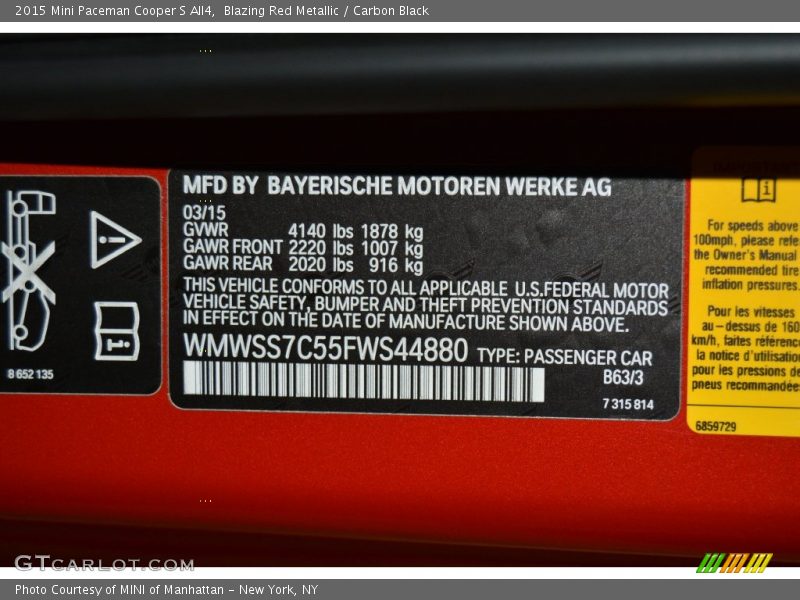 2015 Mini Paceman Cooper S All4,  Blazing Red Metallic / Carbon Black
MFD BY BAYERISCHE MOTOREN WERKE AG
03/15
GVWR 4140 lbs 1878 kg
GAWR FRONT 2220 lbs 1007 kg
GAWR REAR 2020 lbs 916 kg
THIS VEHICLE CONFORMS TO ALL APPLICABLE U.S.FEDERAL MOTOR
VEHICLE SAFETY, BUMPER AND THEFT PREVENTION STANDARDS
IN EFFECT ON THE DATE OF MANUFACTURE SHOWN ABOVE.
WMWSS7C55FWS44880 TYPE: PASSENGER CAR
B63/3
7 315 814
8 652 135
For speeds above
100mph, please refe
the Owner's Manual
recommended tire
inflation pressures.
Pour les vitesses
au-dessus de 160
km/h, faites référence
la notice d'utilisation
pour les pressions de
pneus recommandée
6859729
GTCARLOT.COM
Photo Courtesy of MINI of Manhattan - New York, NY